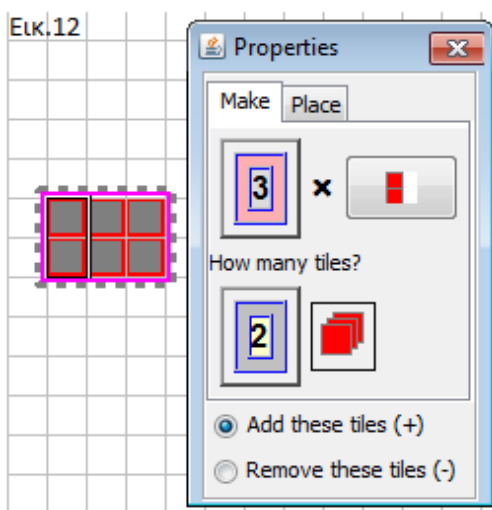 Εικ.12
Properties
Make Place
3 ×
How many tiles?
2
Add these tiles (+)
Remove these tiles (-)